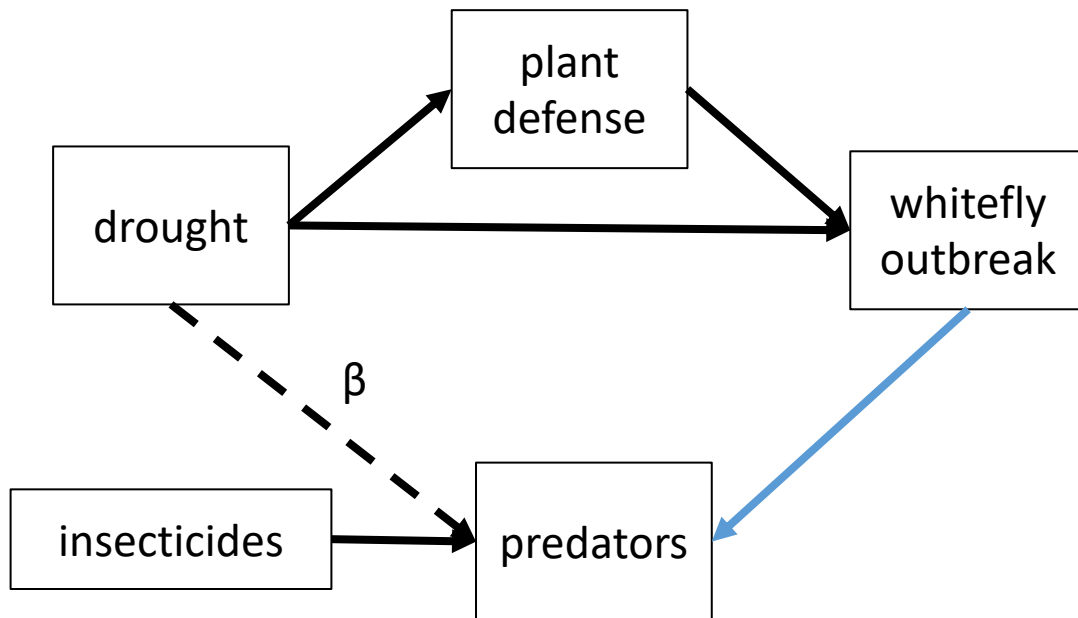 plant
defense
drought
whitefly
outbreak
β
insecticides
predators